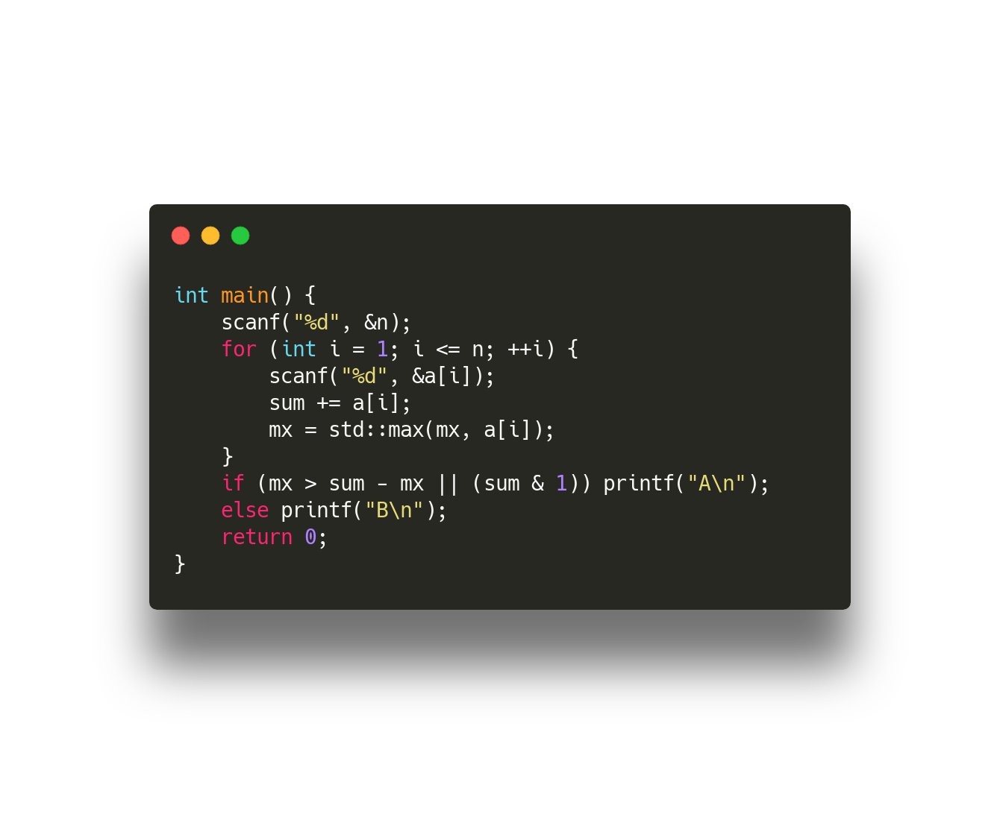 int main() {
    scanf("%d", &n);
    for (int i = 1; i <= n; ++i) {
        scanf("%d", &a[i]);
        sum += a[i];
        mx = std::max(mx, a[i]);
    }
    if (mx > sum - mx || (sum & 1)) printf("A\n");
    else printf("B\n");
    return 0;
}